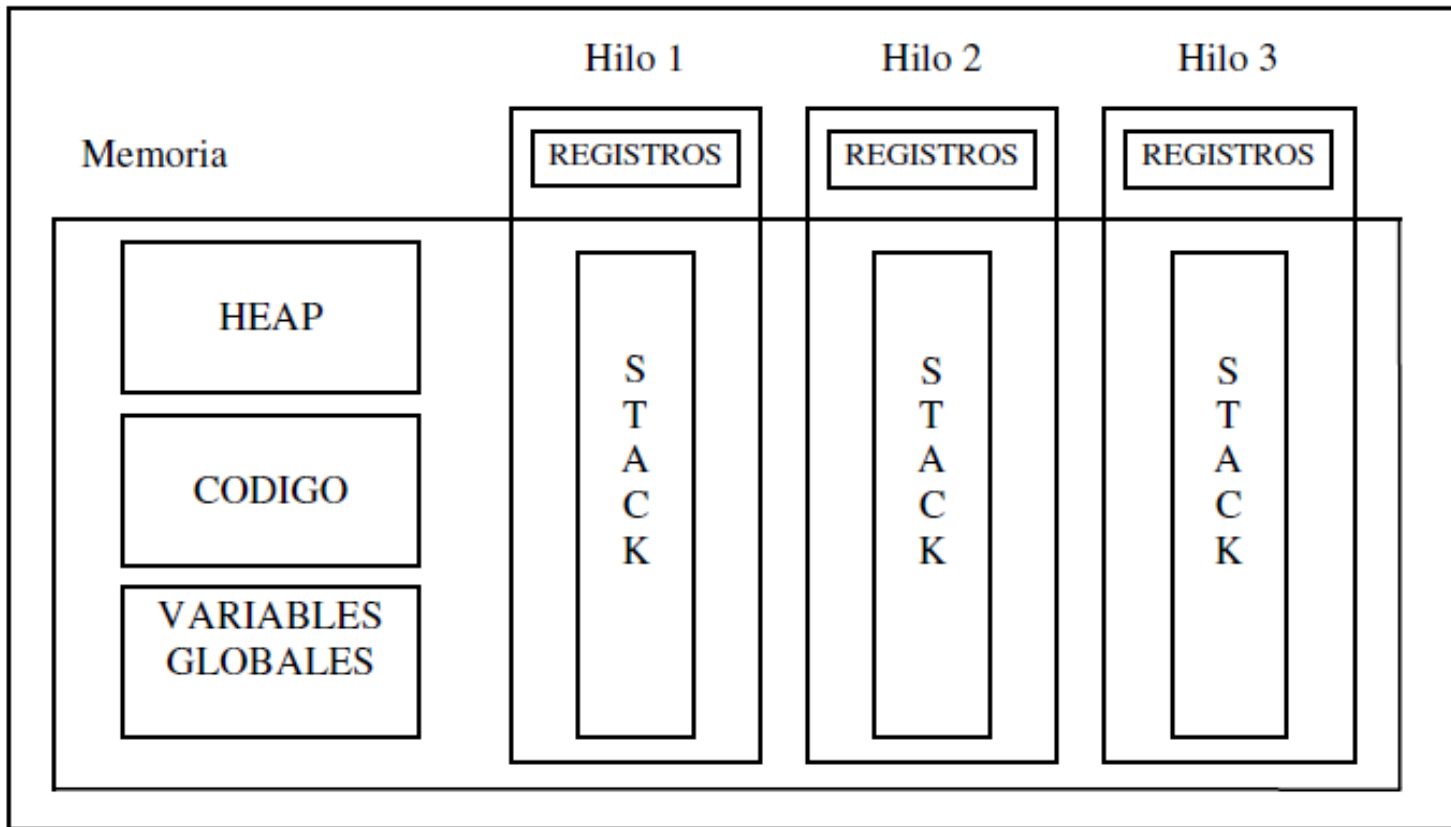 Hilo 1
Hilo 2
Hilo 3
Memoria
REGISTROS
REGISTROS
REGISTROS
HEAP
CODIGO
VARIABLES
GLOBALES
S
T
A
C
K
S
T
A
C
K
S
T
A
C
K